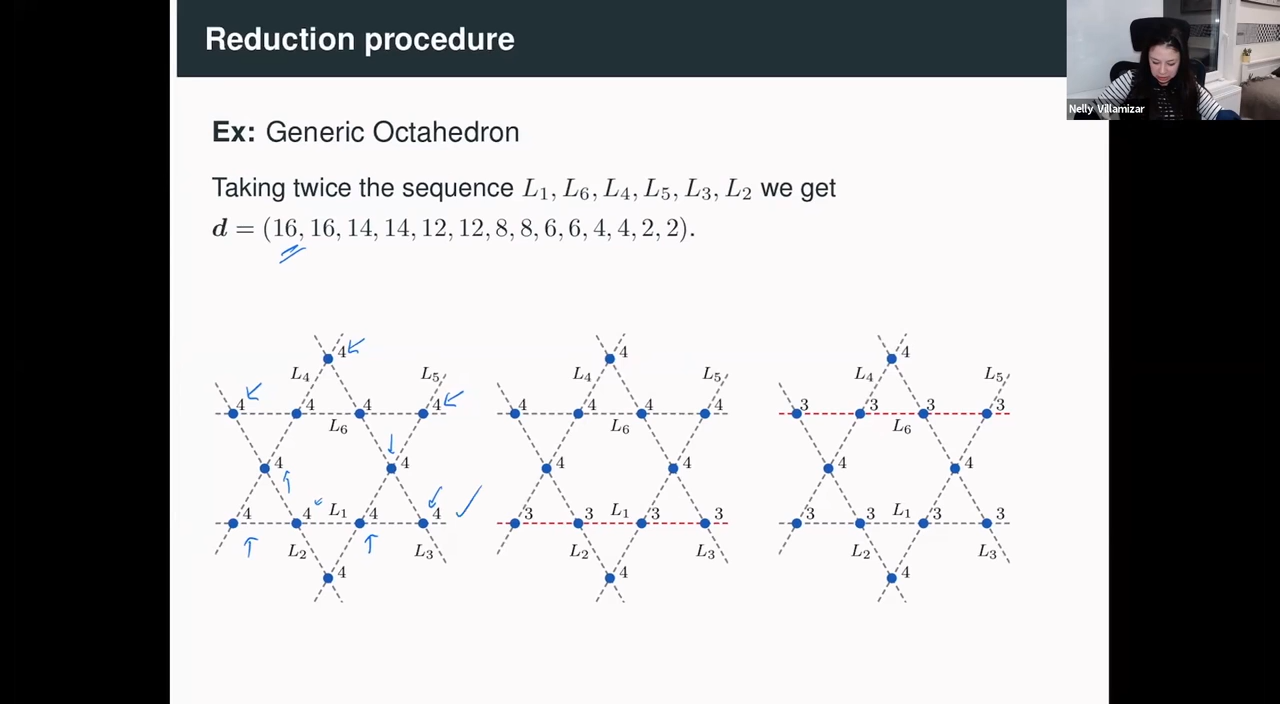 Reduction procedure
Nelly Villamizar
Ex: Generic Octahedron
Taking twice the sequence L₁, L₆, L₄, L₅, L₃, L₂ we get
d = (16, 16, 14, 14, 12, 12, 8, 8, 6, 6, 4, 4, 2, 2).
4
L₄ L₅
4 4 4 4
L₆
4 4
4 4 L₁ 4 4
L₂ L₃
4
4
L₄ L₅
4 4 4 4
L₆
4 4
3 3 L₁ 3 3
L₂ L₃
4
4
L₄ L₅
3 3 3 3
L₆
4 4
3 3 L₁ 3 3
L₂ L₃
4